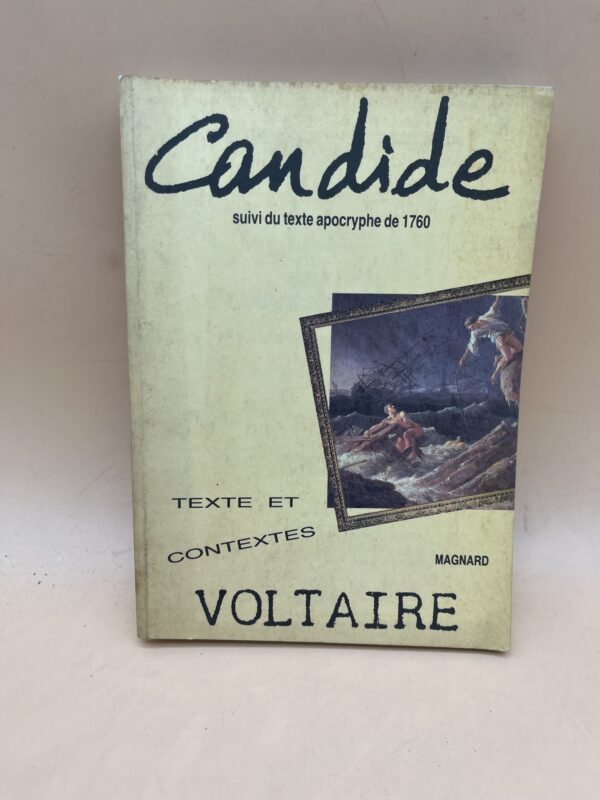 Candide
suivi du texte apocryphe de 1760
TEXTE ET
CONTEXTES
MAGNARD
VOLTAIRE